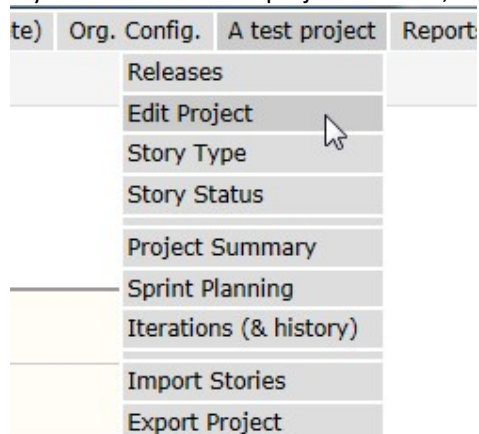 te) Org. Config. A test project Reports
Releases
Edit Project
Story Type
Story Status
Project Summary
Sprint Planning
Iterations (& history)
Import Stories
Export Project